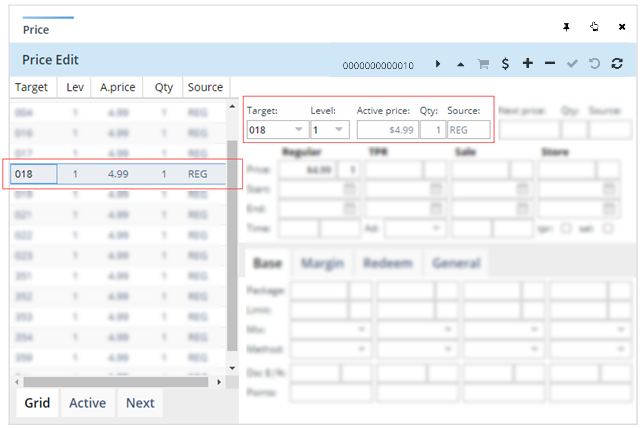 Price
Price Edit
0000000000010
$
Target Lev A.price Qty Source
004 1 4.99 1 REG
016 1 4.99 1 REG
017 1 4.99 1 REG
018 1 4.99 1 REG
019 1 4.99 1 REG
021 1 4.99 1 REG
022 1 4.99 1 REG
023 1 4.99 1 REG
351 1 4.99 1 REG
352 1 4.99 1 REG
353 1 4.99 1 REG
354 1 4.99 1 REG
359 1 4.99 1 REG
Grid Active Next
Target: Level: Active price: Qty: Source: Next price: Qty: Source:
018 1 $4.99 1 REG
Regular TPR Sale Store
Price: $4.99 1
Start:
End:
Time: Ad: tpr: sal:
Base Margin Redeem General
Package:
Limit:
Mix:
Method:
Dsc $|%:
Points: